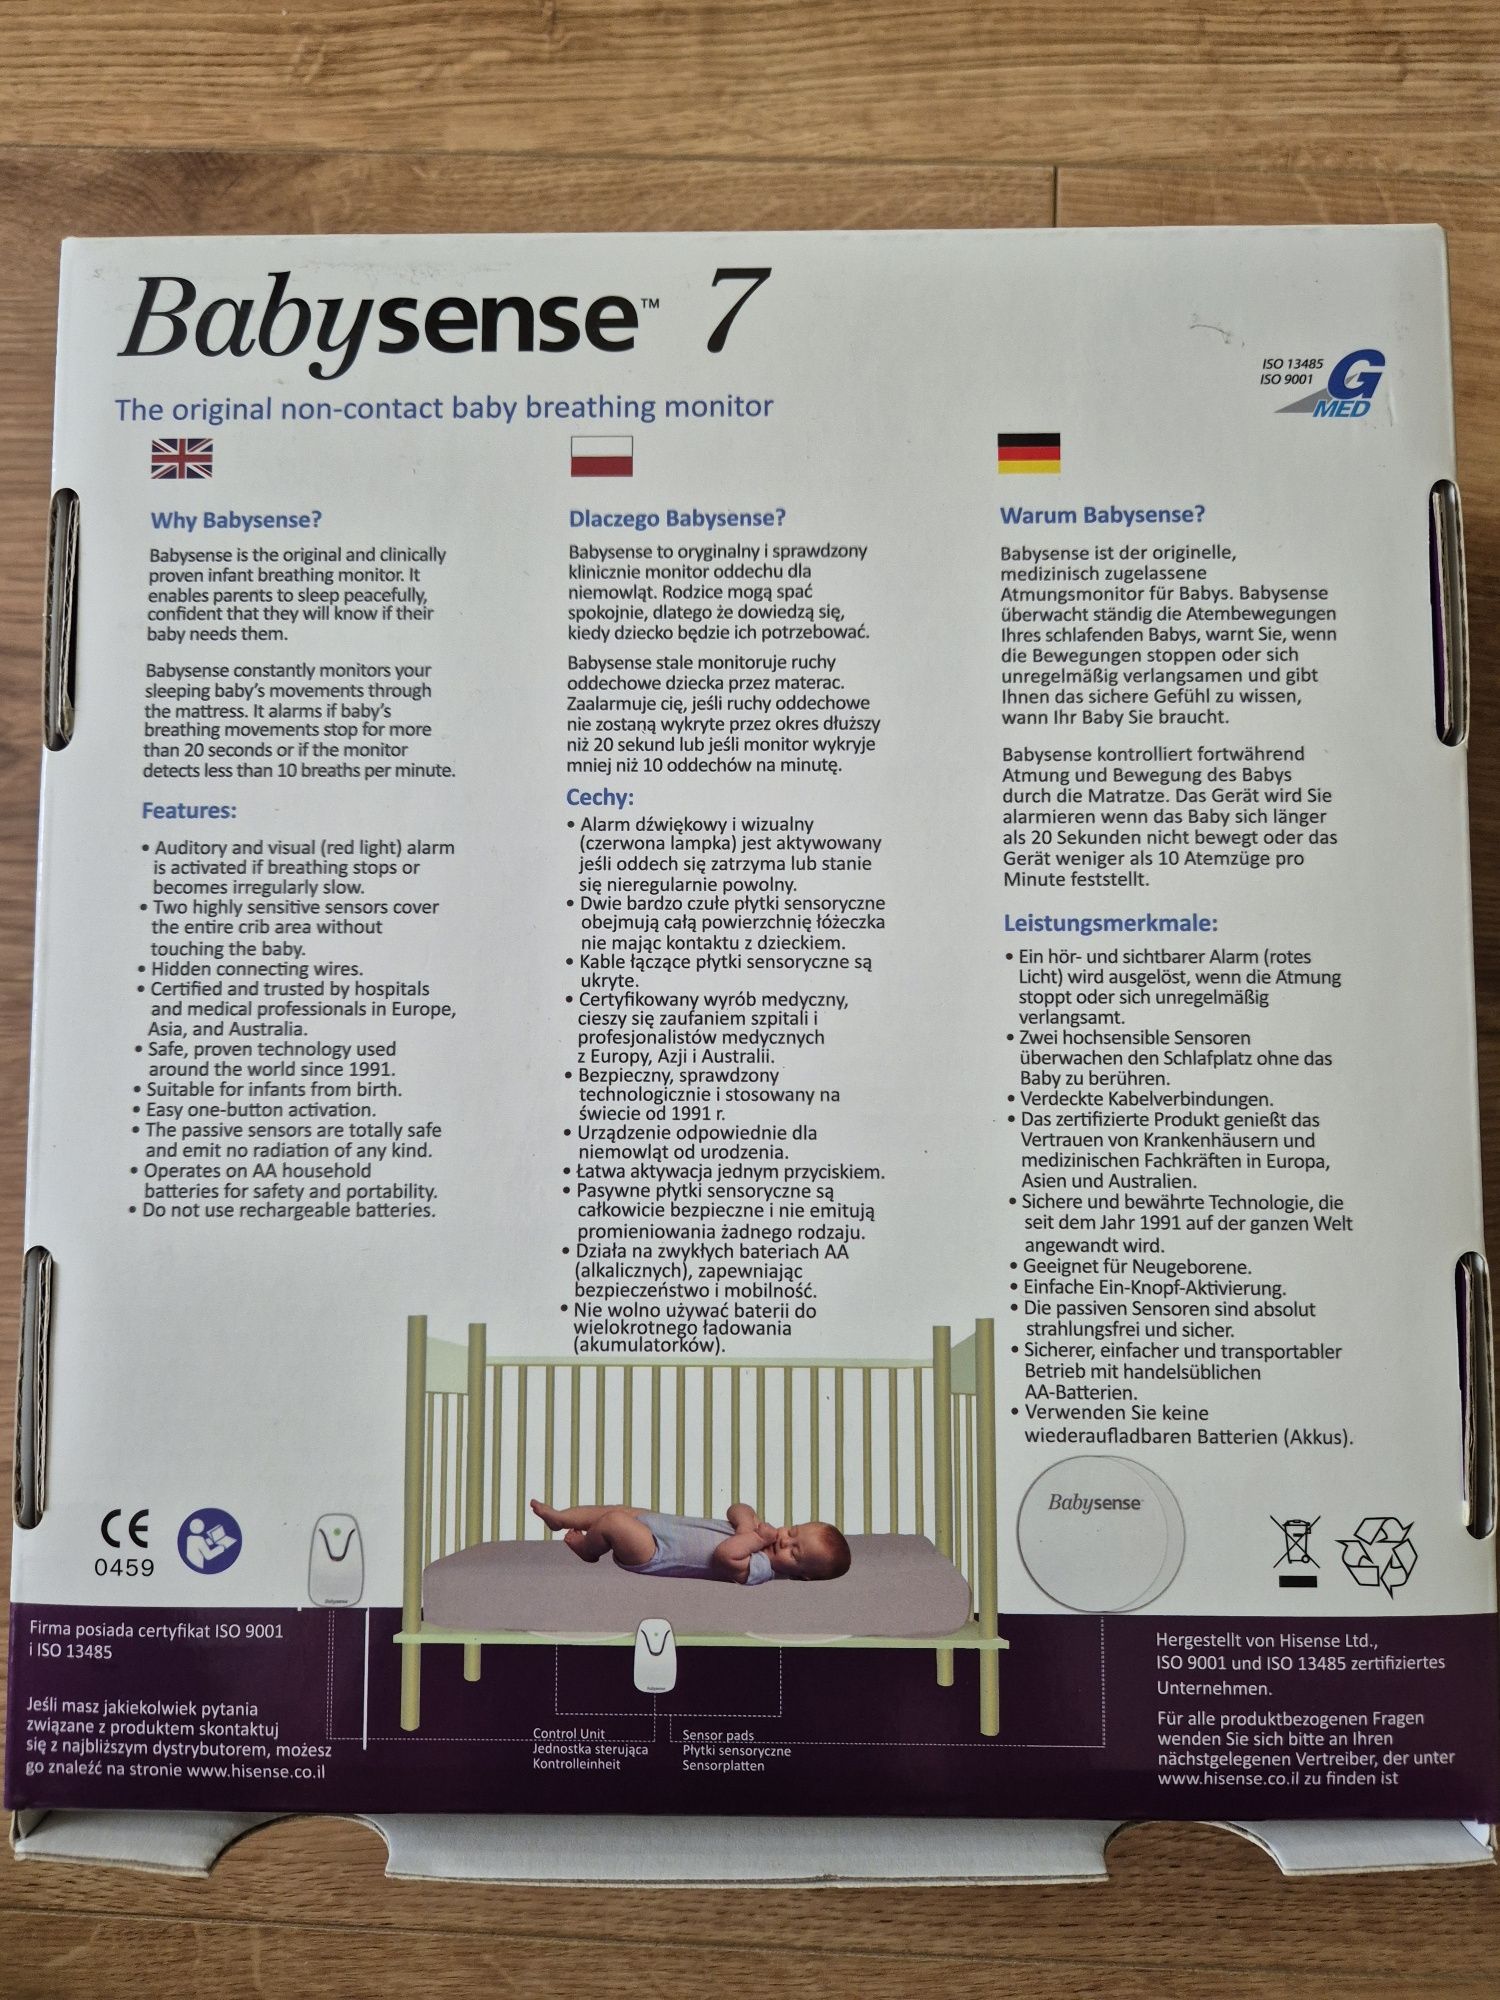 Babysense™ 7
The original non-contact baby breathing monitor
ISO 13485
ISO 9001
G
MED
Why Babysense?
Babysense is the original and clinically
proven infant breathing monitor. It
enables parents to sleep peacefully,
confident that they will know if their
baby needs them.
Babysense constantly monitors your
sleeping baby's movements through
the mattress. It alarms if baby's
breathing movements stop for more
than 20 seconds or if the monitor
detects less than 10 breaths per minute.
Features:
• Auditory and visual (red light) alarm
is activated if breathing stops or
becomes irregularly slow.
• Two highly sensitive sensors cover
the entire crib area without
touching the baby.
• Hidden connecting wires.
• Certified and trusted by hospitals
and medical professionals in Europe,
Asia, and Australia.
• Safe, proven technology used
around the world since 1991.
• Suitable for infants from birth.
• Easy one-button activation.
• The passive sensors are totally safe
and emit no radiation of any kind.
• Operates on AA household
batteries for safety and portability.
• Do not use rechargeable batteries.
Dlaczego Babysense?
Babysense to oryginalny i sprawdzony
klinicznie monitor oddechu dla
niemowląt. Rodzice mogą spać
spokojnie, dlatego że dowiedzą się,
kiedy dziecko będzie ich potrzebować.
Babysense stale monitoruje ruchy
oddechowe dziecka przez materac.
Zaalarmuje cię, jeśli ruchy oddechowe
nie zostaną wykryte przez okres dłuższy
niż 20 sekund lub jeśli monitor wykryje
mniej niż 10 oddechów na minutę.
Cechy:
• Alarm dźwiękowy i wizualny
(czerwona lampka) jest aktywowany
jeśli oddech się zatrzyma lub stanie
się nieregularnie powolny.
• Dwie bardzo czułe płytki sensoryczne
obejmują całą powierzchnię łóżeczka
nie mając kontaktu z dzieckiem.
• Kable łączące płytki sensoryczne są
ukryte.
• Certyfikowany wyrób medyczny,
cieszy się zaufaniem szpitali i
profesjonalistów medycznych
z Europy, Azji i Australii.
• Bezpieczny, sprawdzony
technologicznie i stosowany na
świecie od 1991 r.
• Urządzenie odpowiednie dla
niemowląt od urodzenia.
• Łatwa aktywacja jednym przyciskiem.
• Pasywne płytki sensoryczne są
całkowicie bezpieczne i nie emitują
promieniowania żadnego rodzaju.
• Działa na zwykłych bateriach AA
(alkalicznych), zapewniając
bezpieczeństwo i mobilność.
• Nie wolno używać baterii do
wielokrotnego ładowania
(akumulatorków).
Warum Babysense?
Babysense ist der originelle,
medizinisch zugelassene
Atmungsmonitor für Babys. Babysense
überwacht ständig die Atembewegungen
Ihres schlafenden Babys, warnt Sie, wenn
die Bewegungen stoppen oder sich
unregelmäßig verlangsamen und gibt
Ihnen das sichere Gefühl zu wissen,
wann Ihr Baby Sie braucht.
Babysense kontrolliert fortwährend
Atmung und Bewegung des Babys
durch die Matratze. Das Gerät wird Sie
alarmieren wenn das Baby sich länger
als 20 Sekunden nicht bewegt oder das
Gerät weniger als 10 Atemzüge pro
Minute feststellt.
Leistungsmerkmale:
• Ein hör- und sichtbarer Alarm (rotes
Licht) wird ausgelöst, wenn die Atmung
stoppt oder sich unregelmäßig
verlangsamt.
• Zwei hochsensible Sensoren
überwachen den Schlafplatz ohne das
Baby zu berühren.
• Verdeckte Kabelverbindungen.
• Das zertifizierte Produkt genießt das
Vertrauen von Krankenhäusern und
medizinischen Fachkräften in Europa,
Asien und Australien.
• Sichere und bewährte Technologie, die
seit dem Jahr 1991 auf der ganzen Welt
angewandt wird.
• Geeignet für Neugeborene.
• Einfache Ein-Knopf-Aktivierung.
• Die passiven Sensoren sind absolut
strahlungsfrei und sicher.
• Sicherer, einfacher und transportabler
Betrieb mit handelsüblichen
AA-Batterien.
• Verwenden Sie keine
wiederaufladbaren Batterien (Akkus).
CE
0459
Babysense
Babysense
Babysense
Firma posiada certyfikat ISO 9001
i ISO 13485
Jeśli masz jakiekolwiek pytania
związane z produktem skontaktuj
się z najbliższym dystrybutorem, możesz
go znaleźć na stronie www.hisense.co.il
Control Unit
Jednostka sterująca
Kontrolleinheit
Sensor pads
Płytki sensoryczne
Sensorplatten
Hergestellt von Hisense Ltd.,
ISO 9001 und ISO 13485 zertifiziertes
Unternehmen.
Für alle produktbezogenen Fragen
wenden Sie sich bitte an Ihren
nächstgelegenen Vertreiber, der unter
www.hisense.co.il zu finden ist